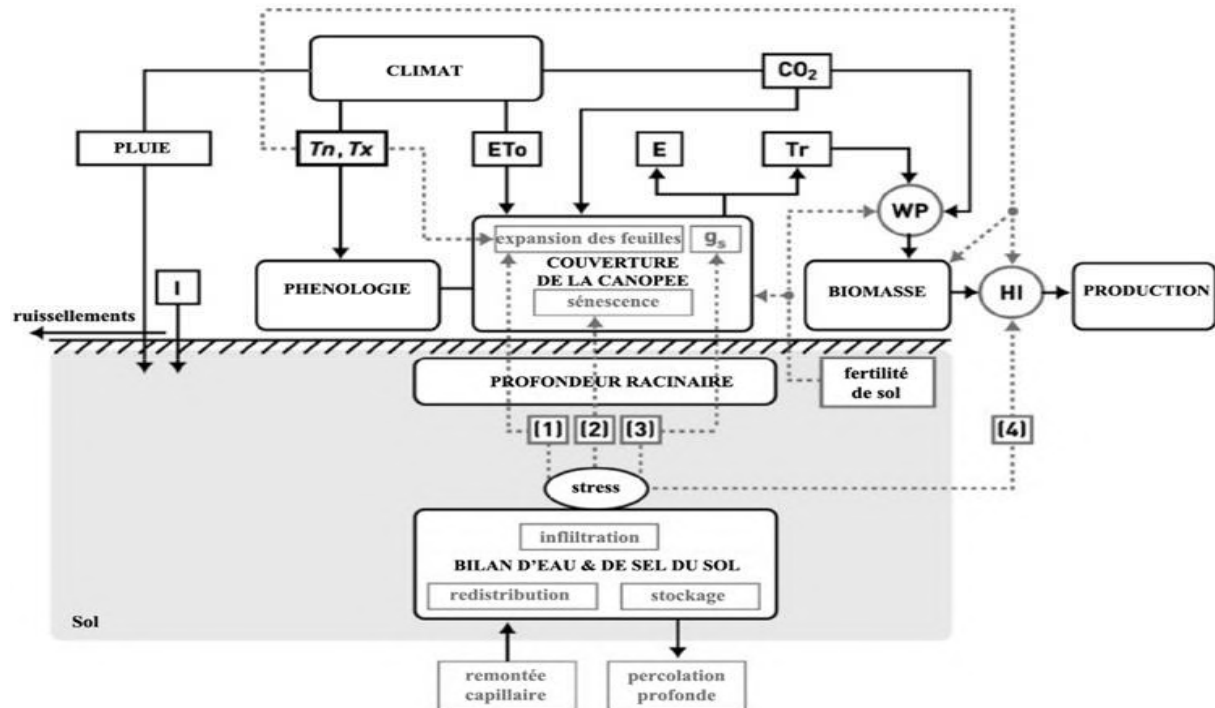 CLIMAT
CO₂
PLUIE
Tn, Tx
ETo
E
Tr
WP
expansion des feuilles
gs
COUVERTURE
DE LA CANOPEE
sénescence
PHENOLOGIE
BIOMASSE
HI
PRODUCTION
I
ruissellements
PROFONDEUR RACINAIRE
fertilité
de sol
(1)
(2)
(3)
(4)
stress
infliltration
BILAN D'EAU & DE SEL DU SOL
redistribution
stockage
Sol
remontée
capillaire
percolation
profonde